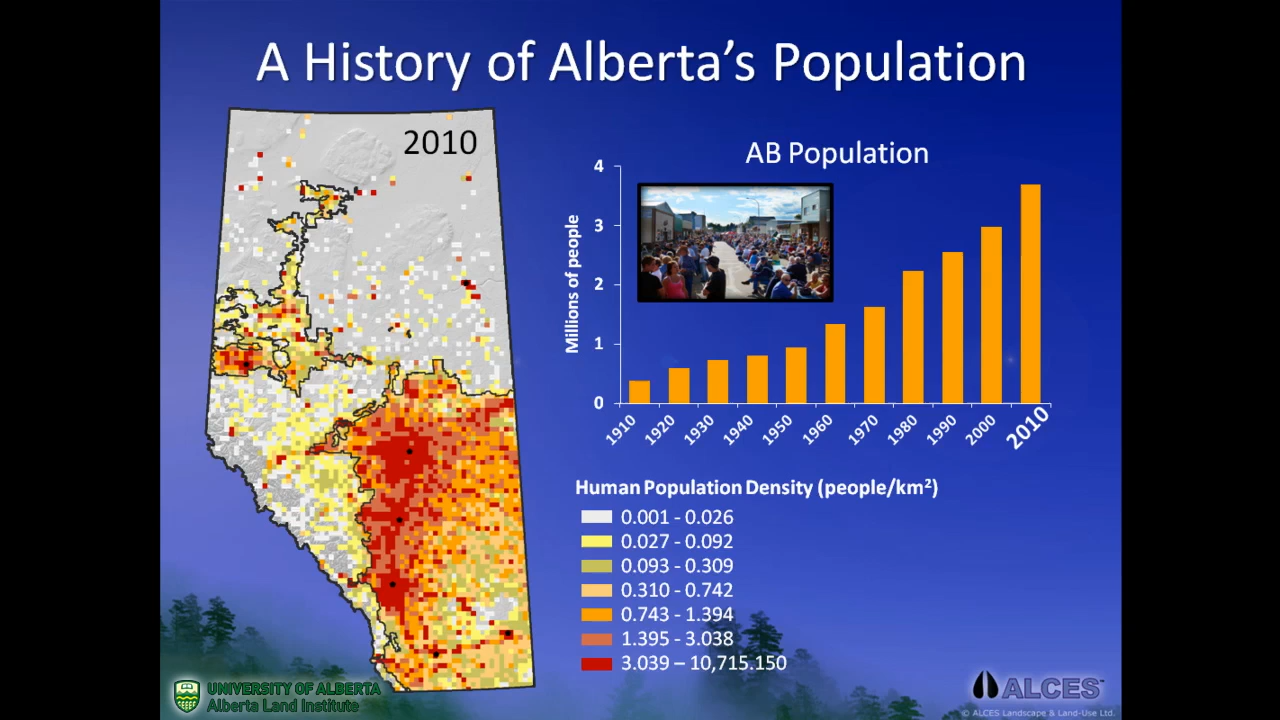 A History of Alberta's Population
2010
AB Population
4
3
2
1
0
Millions of people
1910
1920
1930
1940
1950
1960
1970
1980
1990
2000
2010
Human Population Density (people/km²)
0.001 - 0.026
0.027 - 0.092
0.093 - 0.309
0.310 - 0.742
0.743 - 1.394
1.395 - 3.038
3.039 – 10,715.150
UNIVERSITY OF ALBERTA
Alberta Land Institute
ALCES™
© ALCES Landscape & Land-Use Ltd.